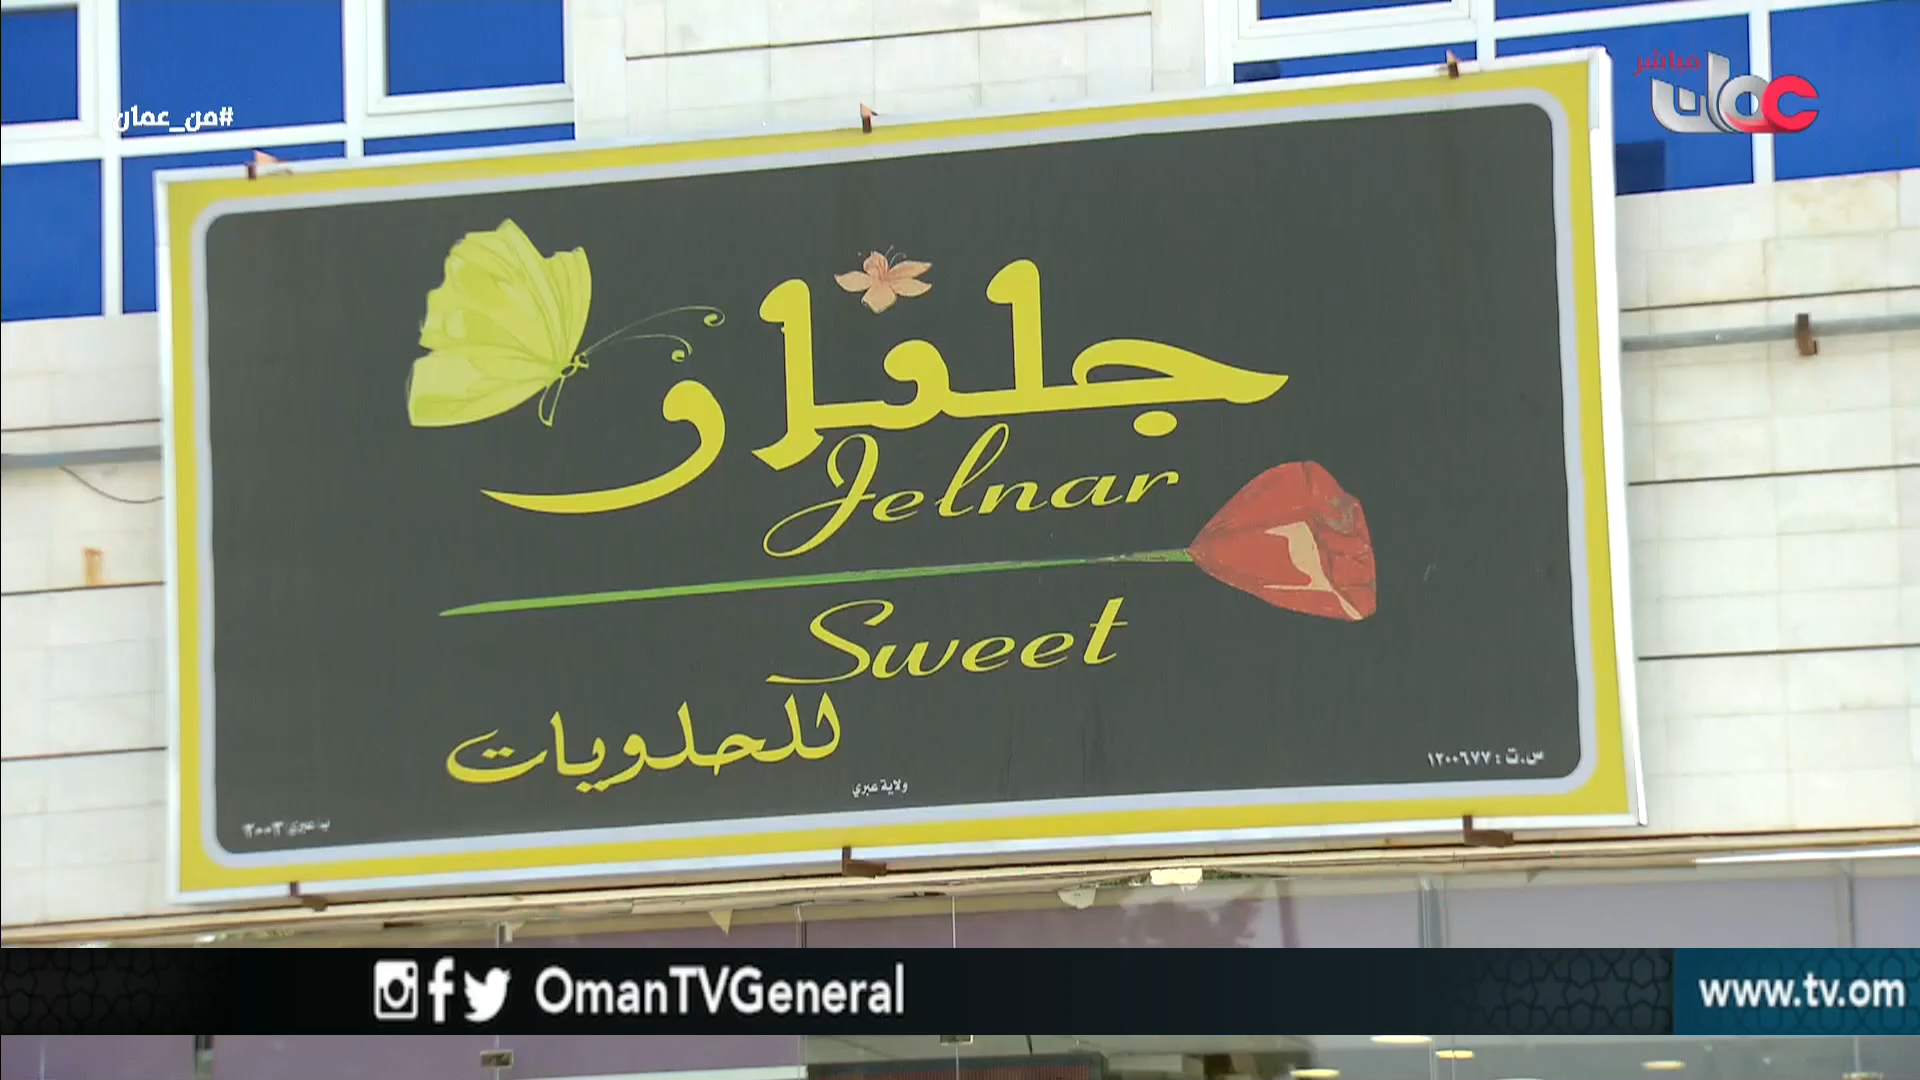 #من_عمان
مباشر
عمان
جلنار
Jelnar
Sweet
للحلويات
ولاية عبري
س.ت : ١٢٠٠٦٧٧
OmanTVGeneral
www.tv.om